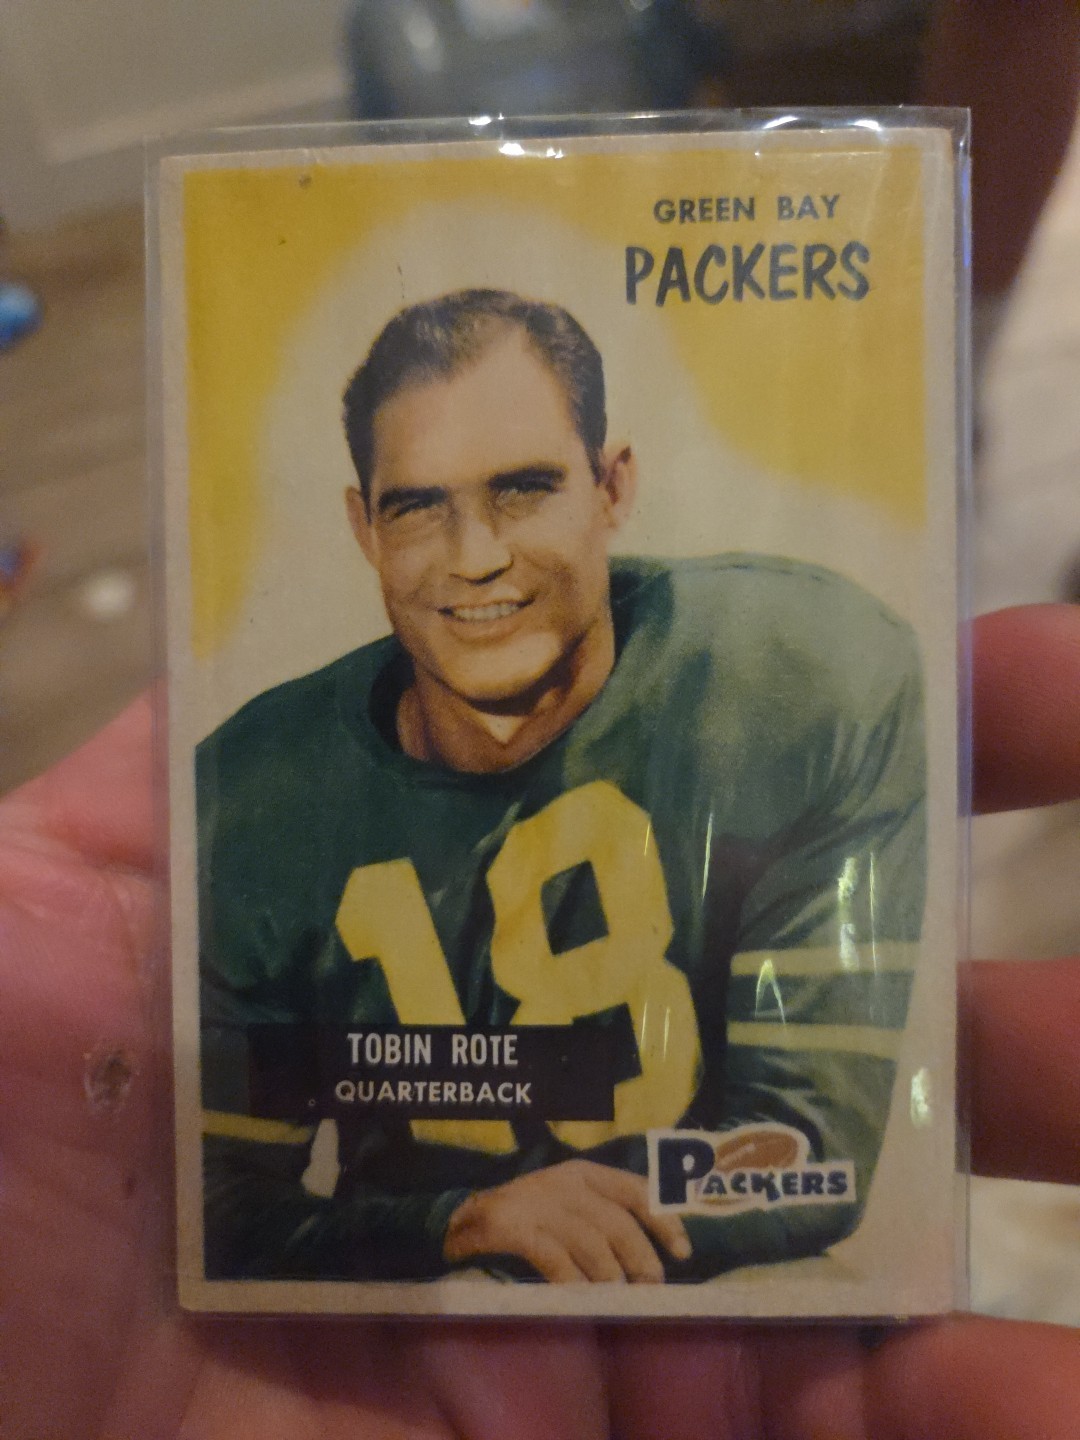 GREEN BAY
PACKERS
18
TOBIN ROTE
QUARTERBACK
PACKERS